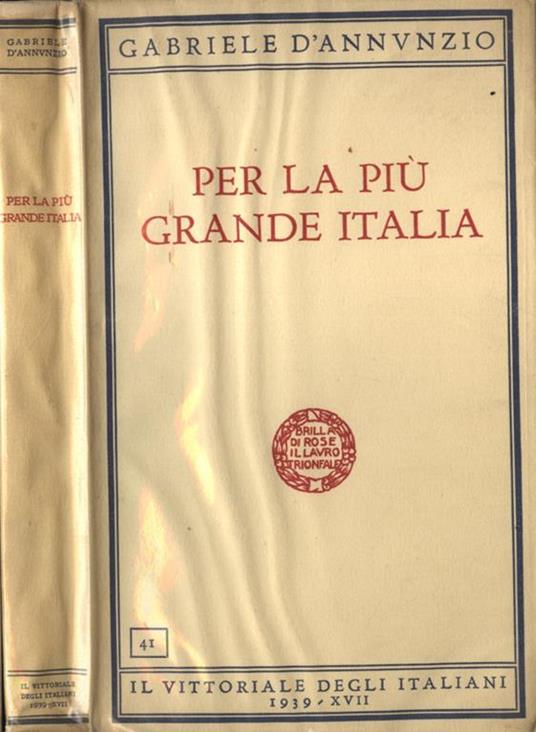 GABRIELE
D'ANNVNZIO
PER LA PIÙ
GRANDE ITALIA
IL VITTORIALE
DEGLI ITALIANI
1939-XVII
GABRIELE D'ANNVNZIO
PER LA PIÙ
GRANDE ITALIA
BRILLA
DI ROSE
IL LAVRO
TRIONFALE
41
IL VITTORIALE DEGLI ITALIANI
1939-XVII